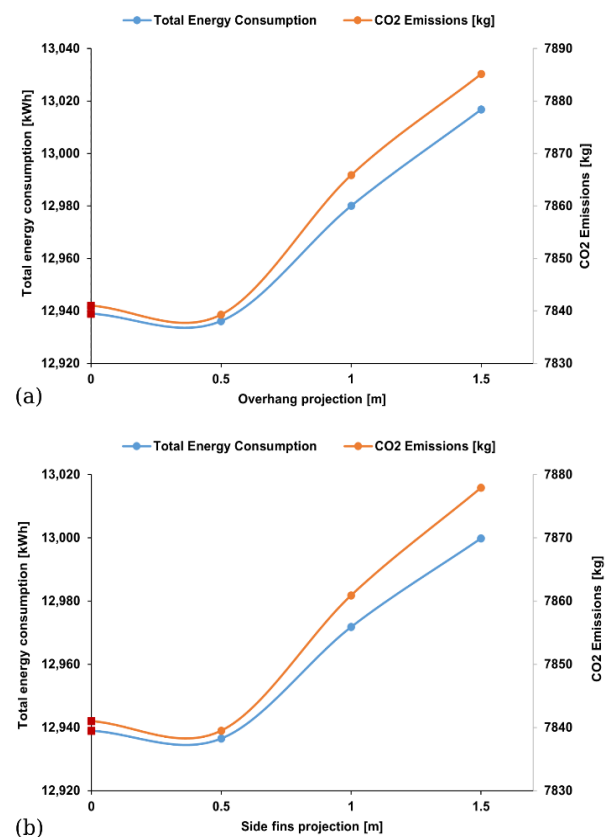 Total Energy Consumption CO2 Emissions [kg]
13,040 7890
13,020 7880
13,000 7870
12,980 7860
12,960 7850
12,940 7840
12,920 7830
Total energy consumption [kWh]
CO2 Emissions [kg]
0 0.5 1 1.5
Overhang projection [m]
(a)
Total Energy Consumption CO2 Emissions [kg]
13,020 7880
13,000 7870
12,980 7860
12,960 7850
12,940 7840
12,920 7830
Total energy consumption [kWh]
CO2 Emissions [kg]
0 0.5 1 1.5
Side fins projection [m]
(b)